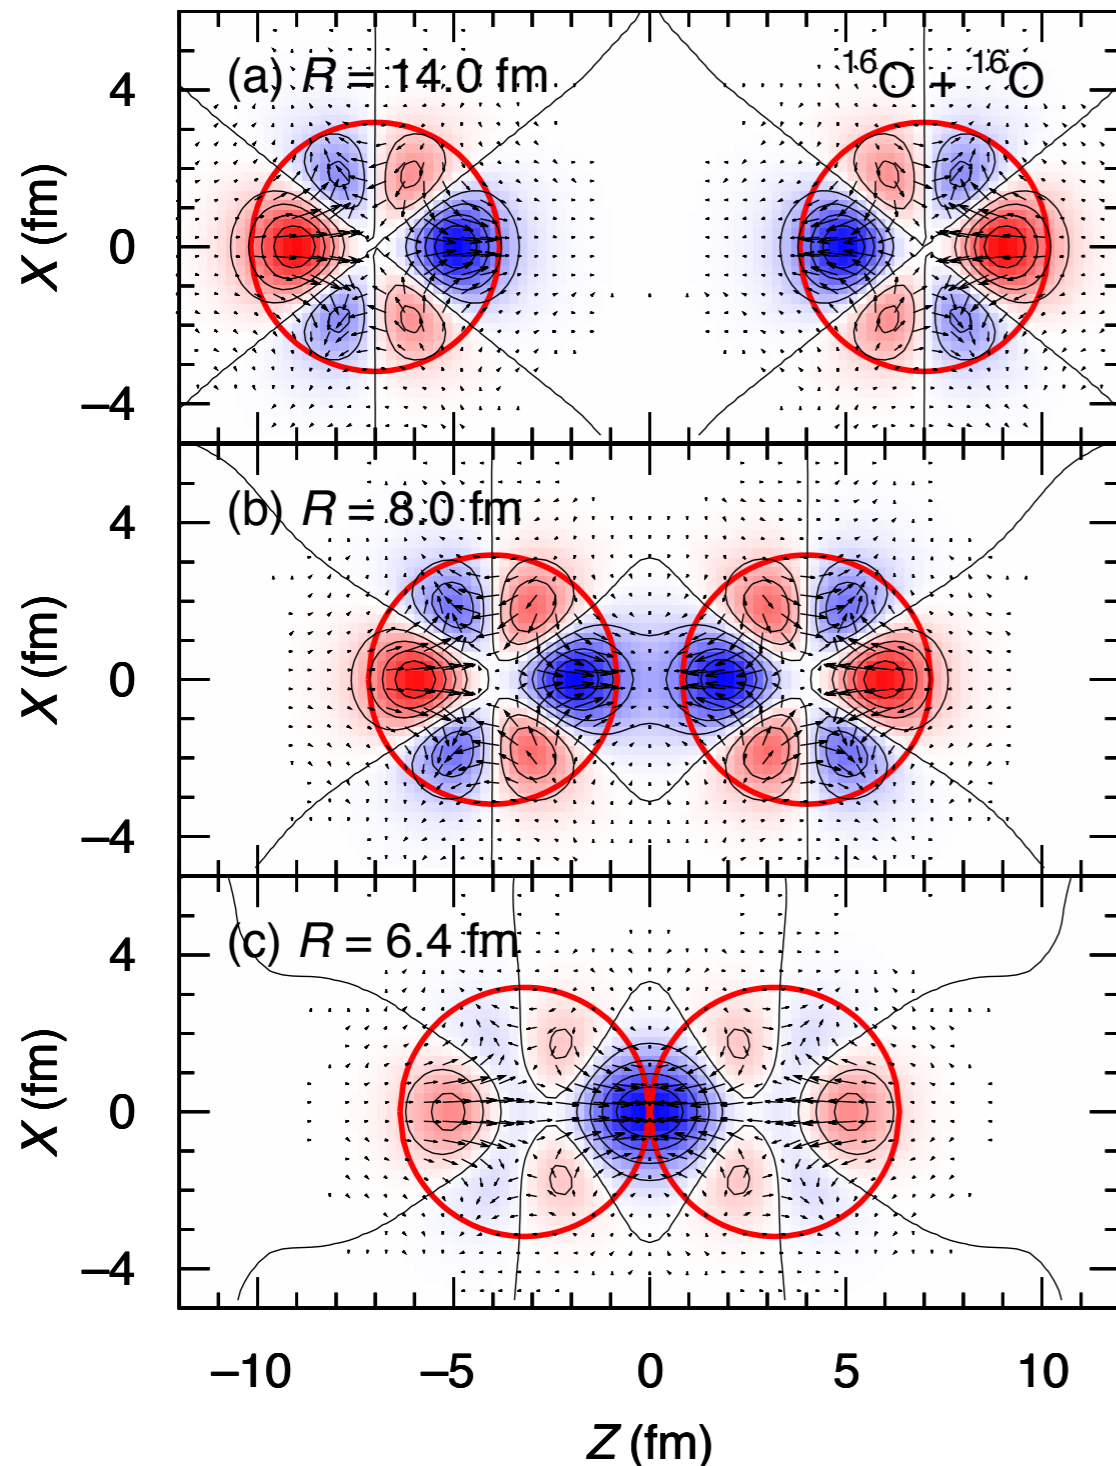 (a) R = 14.0 fm
¹⁶O + ¹⁶O
4
0
–4
X (fm)
(b) R = 8.0 fm
4
0
–4
X (fm)
(c) R = 6.4 fm
4
0
–4
X (fm)
–10 –5 0 5 10
Z (fm)